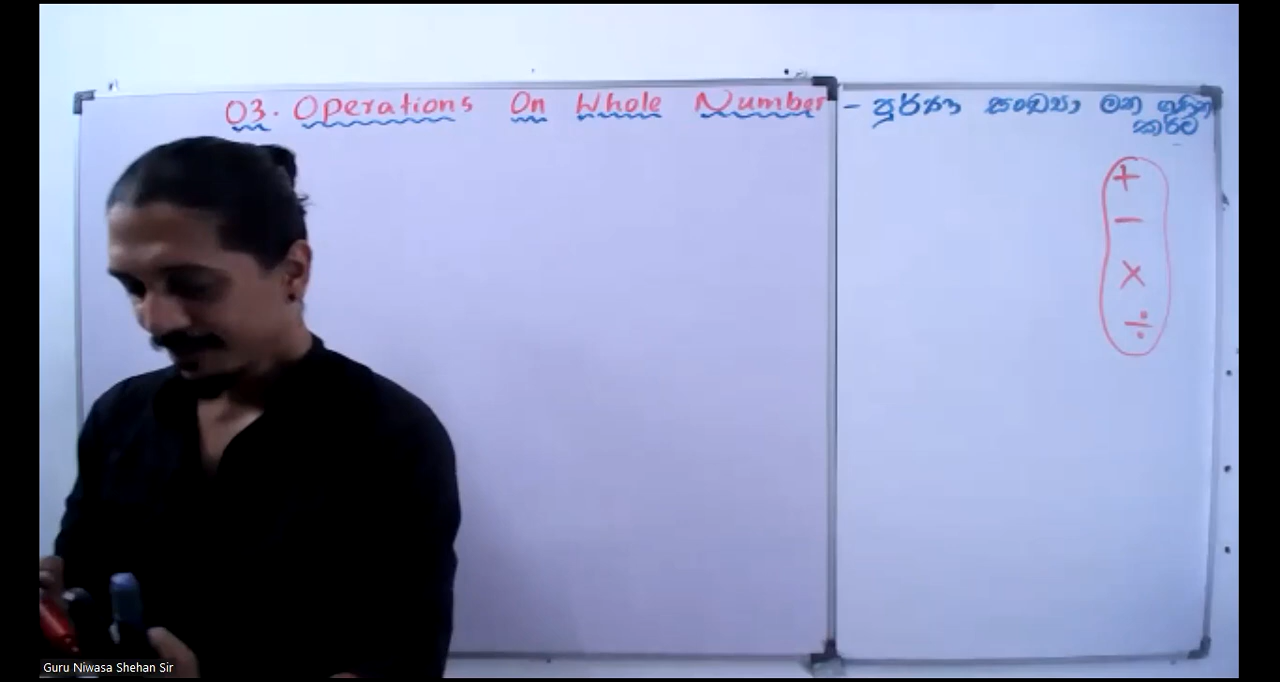 03. Operations On Whole Number - පූර්ණ සංඛ්‍යා මත ගණිත
කර්ම
+
−
×
÷
Guru Niwasa Shehan Sir